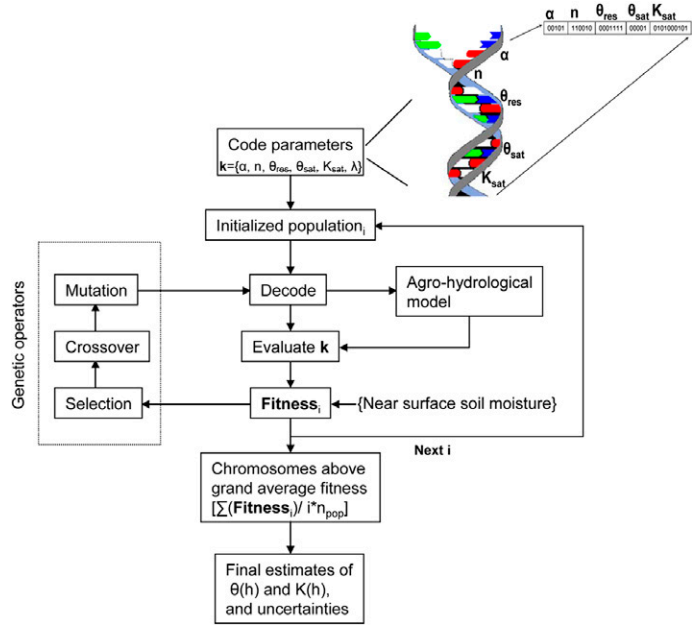 α n θres θsat Ksat
00101 110010 0001111 00001 0101000101
α
n
θres
θsat
Ksat
Code parameters
k={α, n, θres, θsat, Ksat, λ}
Initialized populationi
Genetic operators
Mutation
Decode
Agro-hydrological
model
Crossover
Evaluate k
Selection
Fitnessi
{Near surface soil moisture}
Next i
Chromosomes above
grand average fitness
[∑(Fitnessi)/ i*npop]
Final estimates of
θ(h) and K(h),
and uncertainties